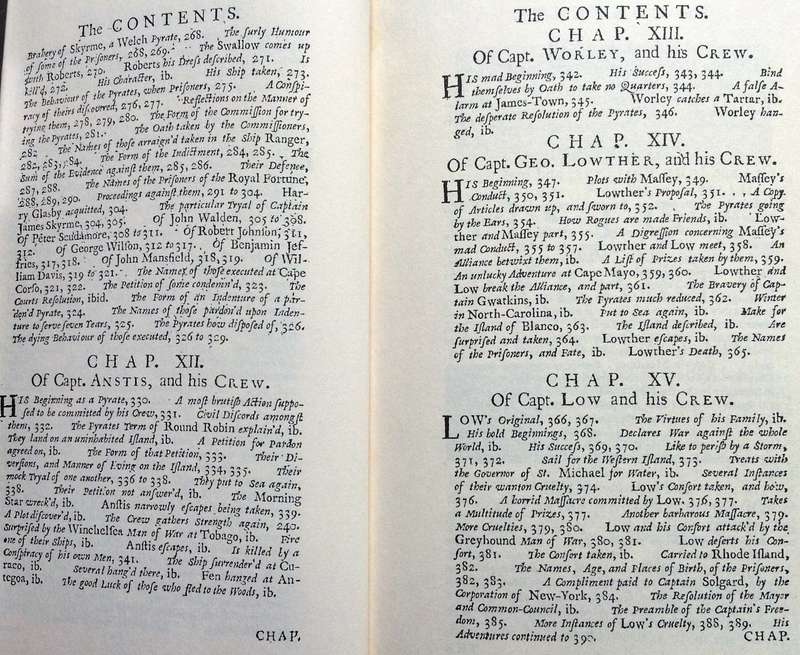 The CONTENTS.
Brabery of Skyrme, a Welch Pyrate, 268. The surly Humour
of some of the Prisoners, 268, 269. The Swallow comes up
with Roberts, 270. Roberts his Dress described, 271. Is
kill'd, 272. His Character, ib. His Ship taken, 273.
The Behaviour of the Pyrates, when Prisoners, 275. A Conspi-
racy of theirs discovered, 276, 277. Reflections on the Manner of
trying them, 278, 279, 280. The Form of the Commission for try-
ing the Pyrates, 281. The Oath taken by the Commissioners,
282. The Names of those arraign'd taken in the Ship Ranger,
282, 283, 284. The Form of the Indictment, 284, 285. The
Sum of the Evidence against them, 285, 286. Their Defence,
287, 288. The Names of the Prisoners of the Royal Fortune,
288, 289, 290. Proceedings against them, 291 to 304. Har-
ry Glasby acquitted, 304. The particular Tryal of Captain
James Skyrme, 304, 305. Of John Walden, 305 to 308.
Of Peter Scudamore, 308 to 311. Of Robert Johnson, 311,
312. Of George Wilson, 312 to 317. Of Benjamin Jef-
fries, 317, 318. Of John Mansfield, 318, 319. Of Wil-
liam Davis, 319 to 321. The Names of those executed at Cape
Corso, 321, 322. The Petition of some condemn'd, 323. The
Courts Resolution, ibid. The Form of an Indenture of a par-
don'd Pyrate, 324. The Names of those pardon'd upon Inden-
ture to serve seven Years, 325. The Pyrates how disposed of, 326.
The dying Behaviour of those executed, 326 to 329.
CHAP. XII.
Of Capt. ANSTIS, and his CREW.
HIS Beginning as a Pyrate, 330. A most brutish Action suppo-
sed to be committed by his Crew, 331. Civil Discords amongst
them, 332. The Pyrates Term of Round Robin explain'd, ib.
They land on an uninhabited Island, ib. A Petition for Pardon
agreed on, ib. The Form of that Petition, 333. Their Di-
versions, and Manner of living on the Island, 334, 335. Their
mock Tryal of one another, 336 to 338. They put to Sea again,
338. Their Petition not answer'd, ib. The Morning
Star wreck'd, ib. Anstis narrowly escapes being taken, 339.
A Plot discover'd, ib. The Crew gathers Strength again, 240.
Surprised by the Winchelsea Man of War at Tobago, ib. Fire
one of their Ships, ib. Anstis escapes, ib. Is killed by a
Conspiracy of his own Men, 341. The Ship surrender'd at Cu-
raco, ib. Several hang'd there, ib. Fen hanged at An-
tegoa, ib. The good Luck of those who fled to the Woods, ib.
CHAP.
The CONTENTS.
CHAP. XIII.
Of Capt. WORLEY, and his CREW.
HIS mad Beginning, 342. His Success, 343, 344. Bind
themselves by Oath to take no Quarters, 344. A false A-
larm at James-Town, 345. Worley catches a Tartar, ib.
The desperate Resolution of the Pyrates, 346. Worley han-
ged, ib.
CHAP. XIV.
Of Capt. GEO. LOWTHER, and his CREW.
HIS Beginning, 347. Plots with Massey, 349. Massey's
Conduct, 350, 351. Lowther's Proposal, 351. A Copy
of Articles drawn up, and sworn to, 352. The Pyrates going
by the Ears, 354. How Rogues are made Friends, ib. Low-
ther and Massey part, 355. A Digression concerning Massey's
mad Conduct, 355 to 357. Lowther and Low meet, 358. An
Alliance betwixt them, ib. A List of Prizes taken by them, 359.
An unlucky Adventure at Cape Mayo, 359, 360. Lowther and
Low break the Alliance, and part, 361. The Bravery of Cap-
tain Gwatkins, ib. The Pyrates much reduced, 362. Winter
in North-Carolina, ib. Put to Sea again, ib. Make for
the Island of Blanco, 363. The Island described, ib. Are
surprised and taken, 364. Lowther escapes, ib. The Names
of the Prisoners, and Fate, ib. Lowther's Death, 365.
CHAP. XV.
Of Capt. LOW and his CREW.
LOW's Original, 366, 367. The Virtues of his Family, ib.
His bold Beginnings, 368. Declares War against the whole
World, ib. His Success, 369, 370. Like to perish by a Storm,
371, 372. Sail for the Western Island, 373. Treats with
the Governor of St. Michael for Water, ib. Several Instances
of their wanton Cruelty, 374. Low's Consort taken, and how,
376. A horrid Massacre committed by Low, 376, 377. Takes
a Multitude of Prizes, 377. Another barbarous Massacre, 379.
More Cruelties, 379, 380. Low and his Consort attack'd by the
Greyhound Man of War, 380, 381. Low deserts his Con-
sort, 381. The Consort taken, ib. Carried to Rhode Island,
382. The Names, Age, and Places of Birth, of the Prisoners,
382, 383. A Compliment paid to Captain Solgard, by the
Corporation of New-York, 384. The Resolution of the Mayor
and Common-Council, ib. The Preamble of the Captain's Free-
dom, 385. More Instances of Low's Cruelty, 388, 389. His
Adventures continued to 390.
CHAP.